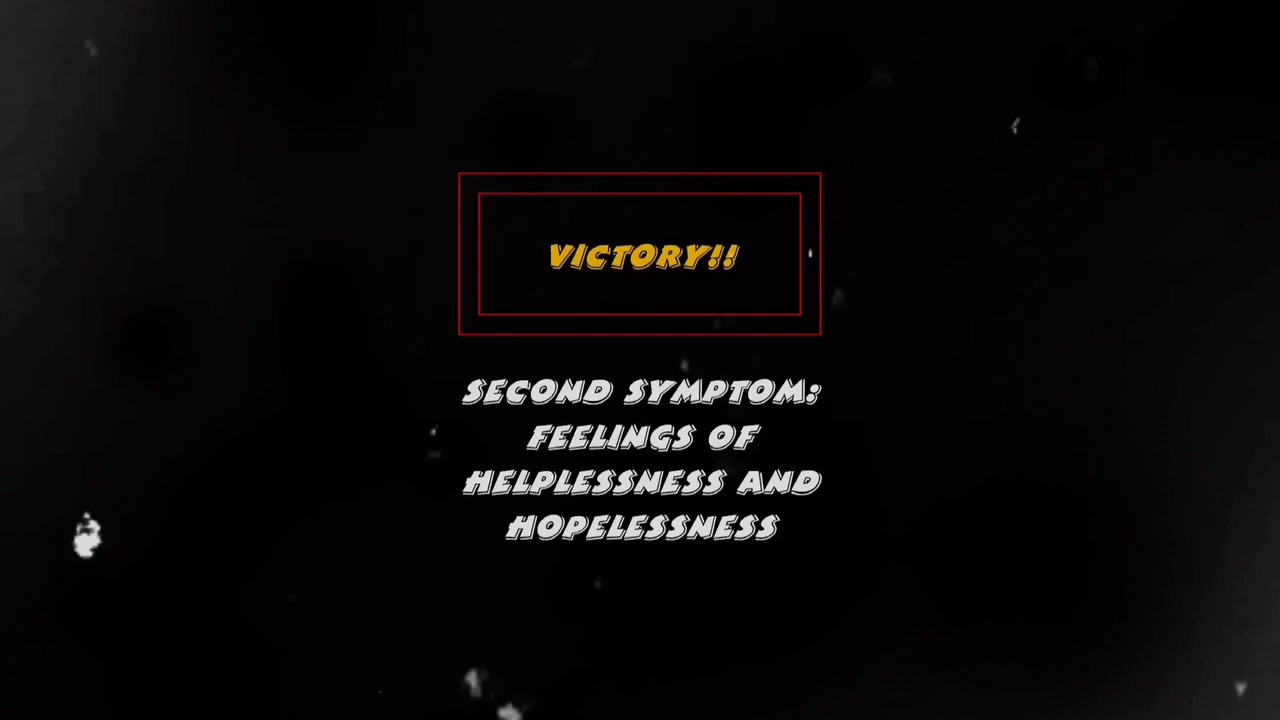 VICTORY!!
SECOND SYMPTOM:
FEELINGS OF
HELPLESSNESS AND
HOPELESSNESS